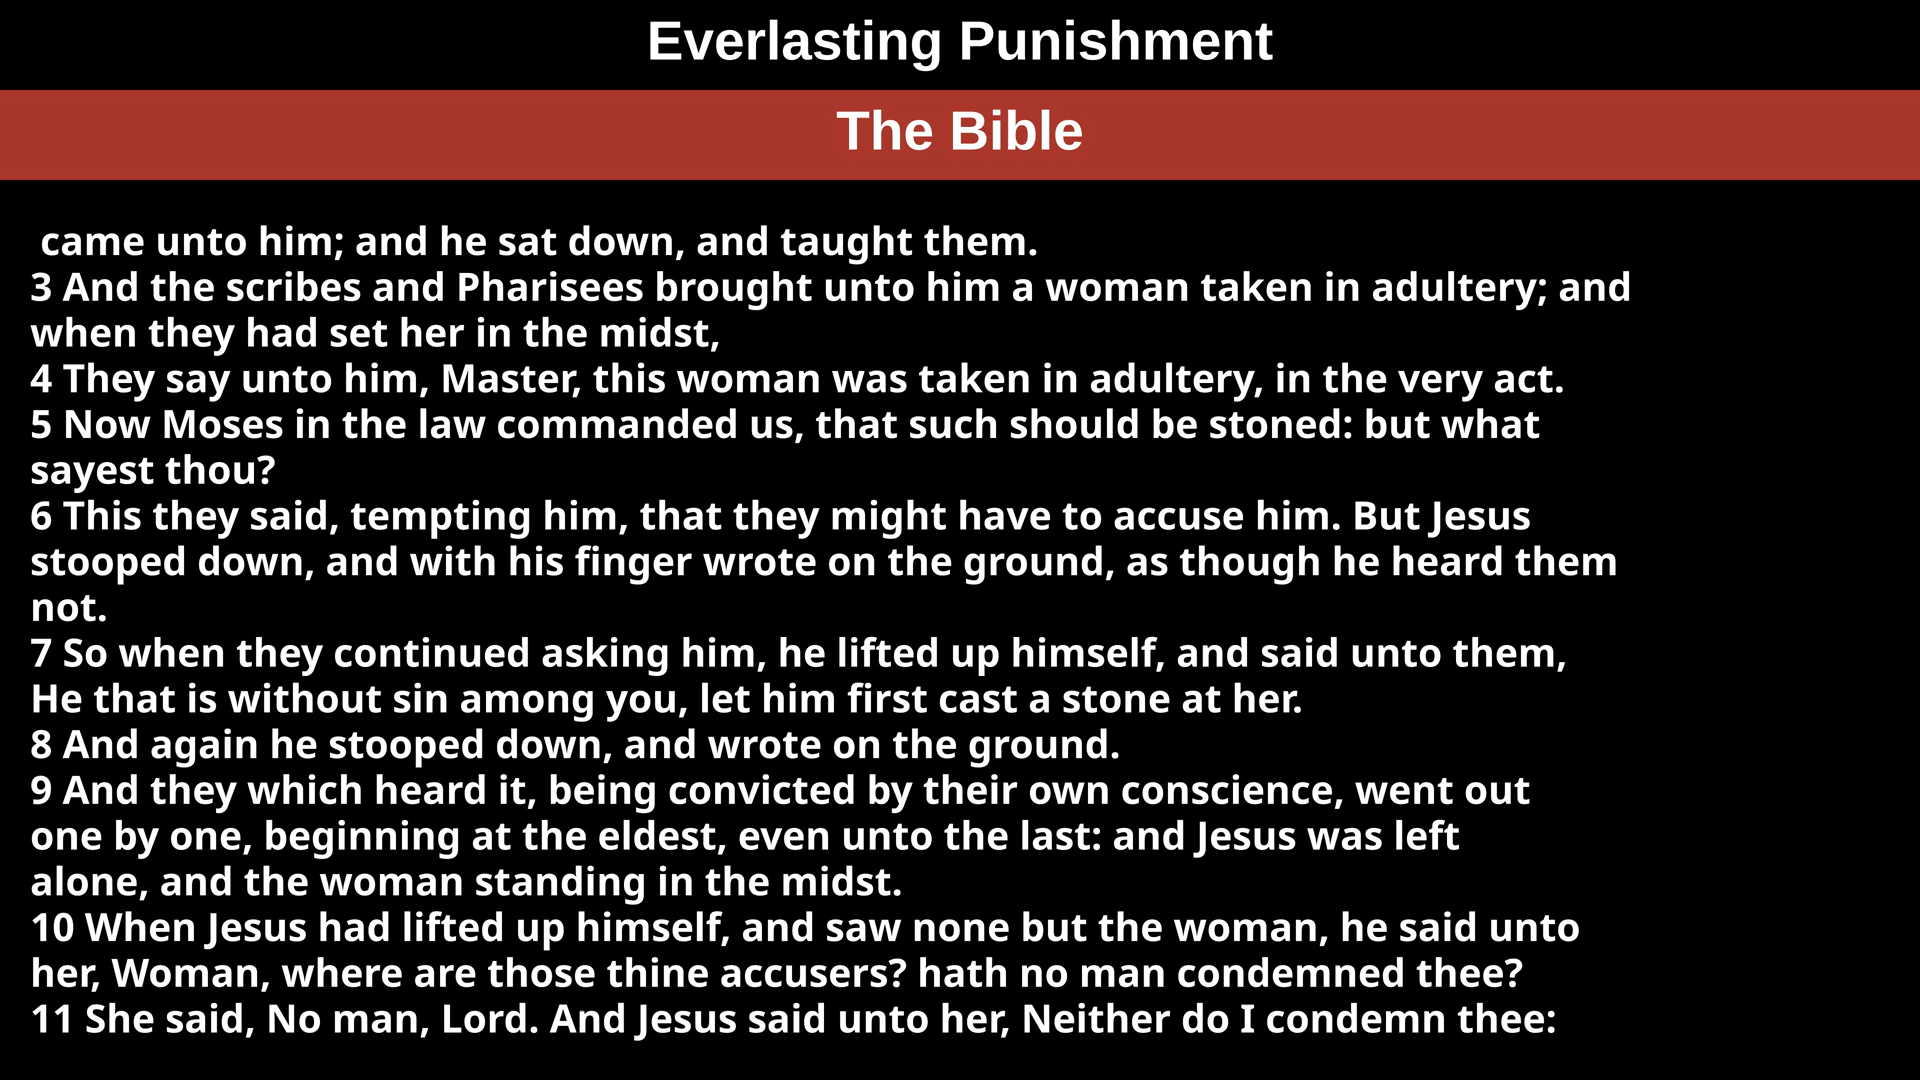 Everlasting Punishment
The Bible
came unto him; and he sat down, and taught them.
3 And the scribes and Pharisees brought unto him a woman taken in adultery; and
when they had set her in the midst,
4 They say unto him, Master, this woman was taken in adultery, in the very act.
5 Now Moses in the law commanded us, that such should be stoned: but what
sayest thou?
6 This they said, tempting him, that they might have to accuse him. But Jesus
stooped down, and with his finger wrote on the ground, as though he heard them
not.
7 So when they continued asking him, he lifted up himself, and said unto them,
He that is without sin among you, let him first cast a stone at her.
8 And again he stooped down, and wrote on the ground.
9 And they which heard it, being convicted by their own conscience, went out
one by one, beginning at the eldest, even unto the last: and Jesus was left
alone, and the woman standing in the midst.
10 When Jesus had lifted up himself, and saw none but the woman, he said unto
her, Woman, where are those thine accusers? hath no man condemned thee?
11 She said, No man, Lord. And Jesus said unto her, Neither do I condemn thee: